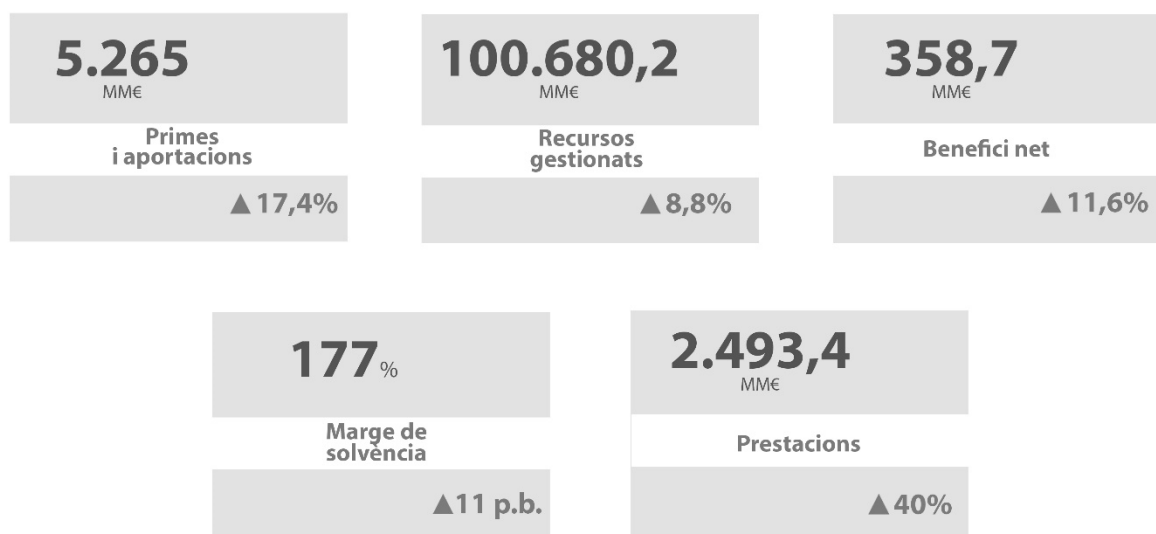 5.265
MM€
Primes
i aportacions
▲17,4%
100.680,2
MM€
Recursos
gestionats
▲8,8%
358,7
MM€
Benefici net
▲11,6%
177 %
Marge de
solvència
▲11 p.b.
2.493,4
MM€
Prestacions
▲40%